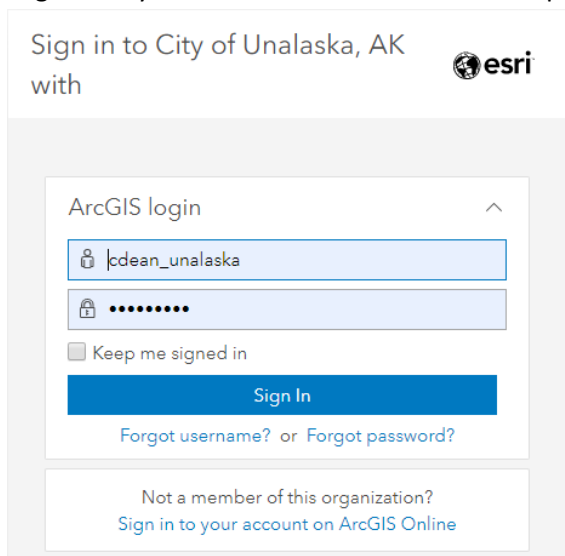 Sign in to City of Unalaska, AK
with
esri
ArcGIS login
cdean_unalaska
•••••••••
Keep me signed in
Sign In
Forgot username? or Forgot password?
Not a member of this organization?
Sign in to your account on ArcGIS Online